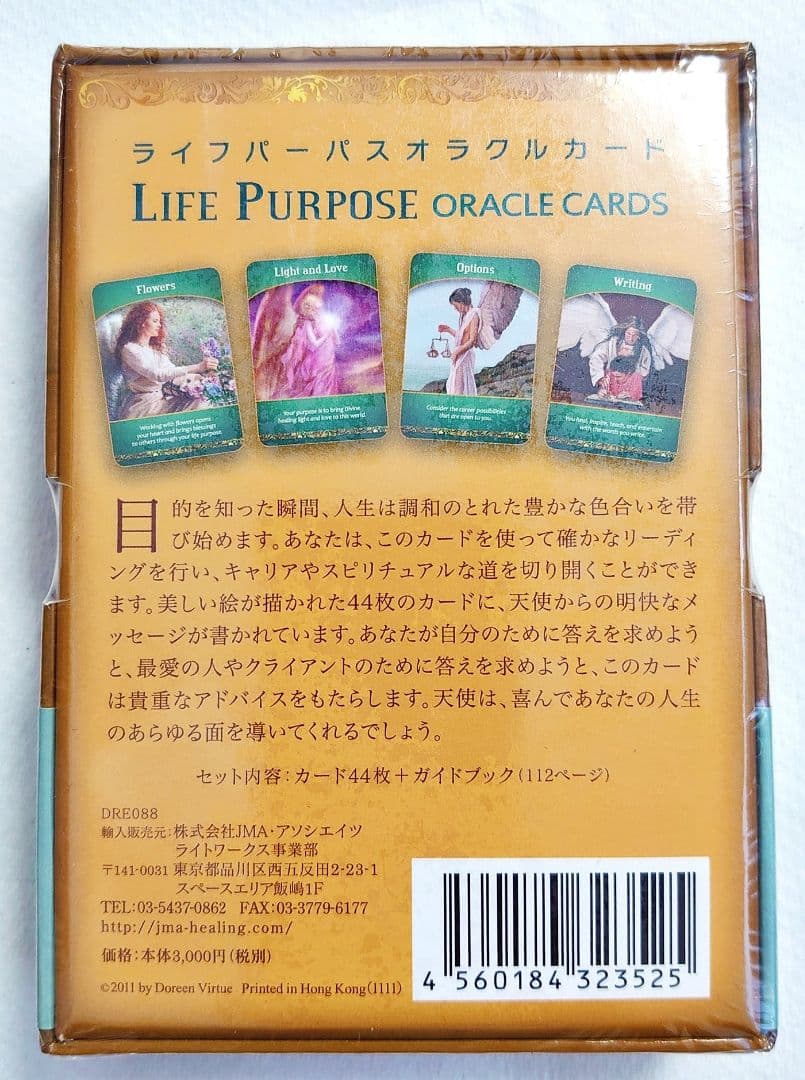 ライフパーパスオラクルカード
LIFE PURPOSE ORACLE CARDS
Flowers
Working with flowers opens
your heart and brings blessings
to others through your life purpose.
Light and Love
Your purpose is to bring Divine
healing light and love to this world.
Options
Consider the career possibilities
that are open to you.
Writing
You heal, inspire, teach, and entertain
with the words you write.
目的を知った瞬間、人生は調和のとれた豊かな色合いを帯
び始めます。あなたは、このカードを使って確かなリーディ
ングを行い、キャリアやスピリチュアルな道を切り開くことができ
ます。美しい絵が描かれた44枚のカードに、天使からの明快なメ
ッセージが書かれています。あなたが自分のために答えを求めよう
と、最愛の人やクライアントのために答えを求めようと、このカード
は貴重なアドバイスをもたらします。天使は、喜んであなたの人生
のあらゆる面を導いてくれるでしょう。
セット内容：カード44枚＋ガイドブック（112ページ）
DRE088
輸入販売元：株式会社JMA・アソシエイツ
ライトワークス事業部
〒141-0031 東京都品川区西五反田2-23-1
スペースエリア飯嶋1F
TEL：03-5437-0862 FAX：03-3779-6177
http://jma-healing.com/
価格：本体3,000円（税別）
©2011 by Doreen Virtue Printed in Hong Kong (1111)
4 560184 323525